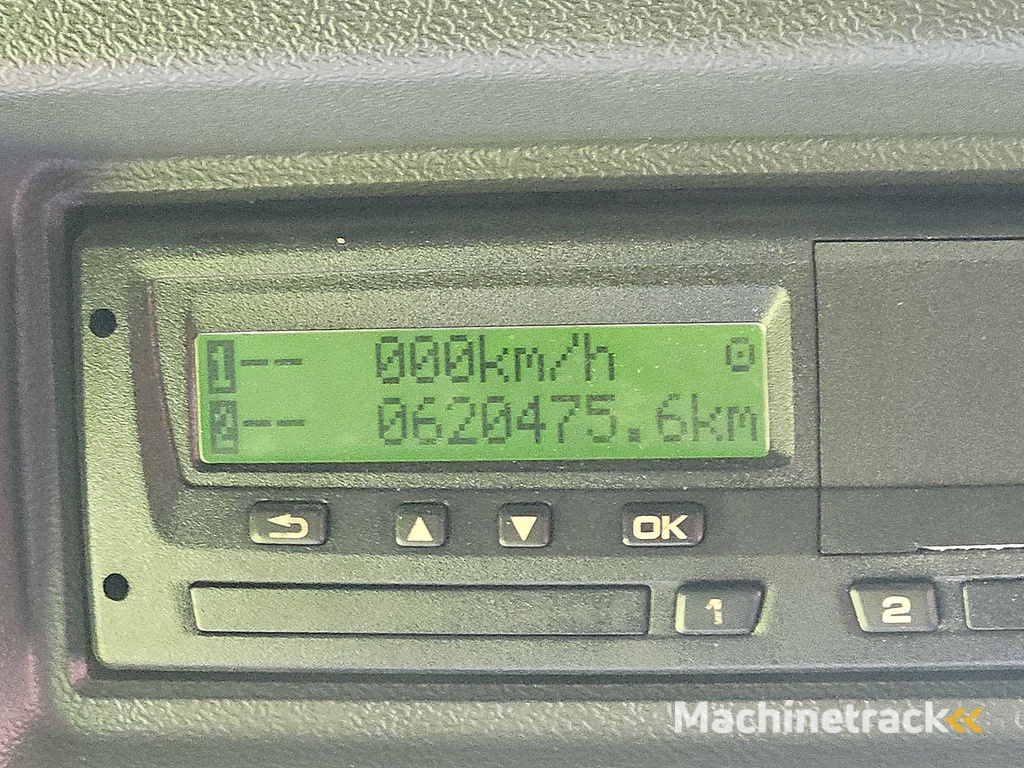 1 -- 000km/h
2 -- 0620475.6km
OK
1
2
Machinetrack